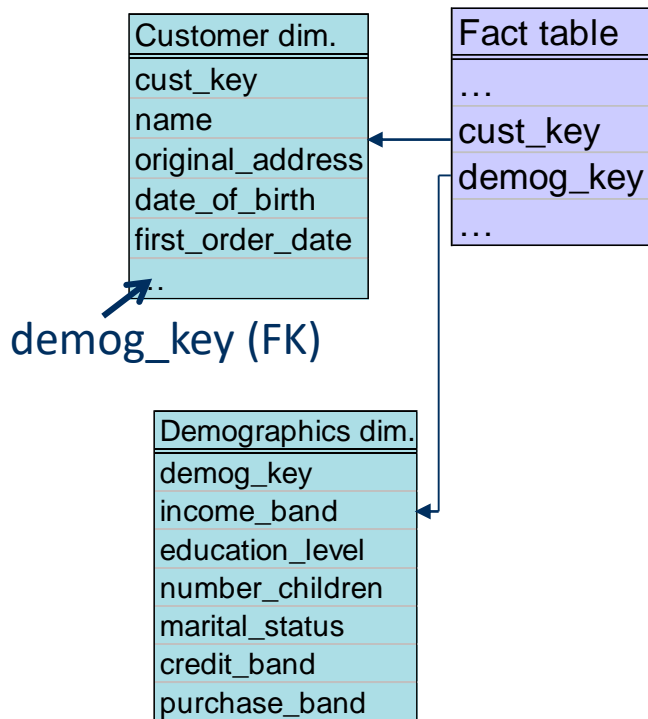 Customer dim.
cust_key
name
original_address
date_of_birth
first_order_date
...
demog_key (FK)
Fact table
...
cust_key
demog_key
...
Demographics dim.
demog_key
income_band
education_level
number_children
marital_status
credit_band
purchase_band